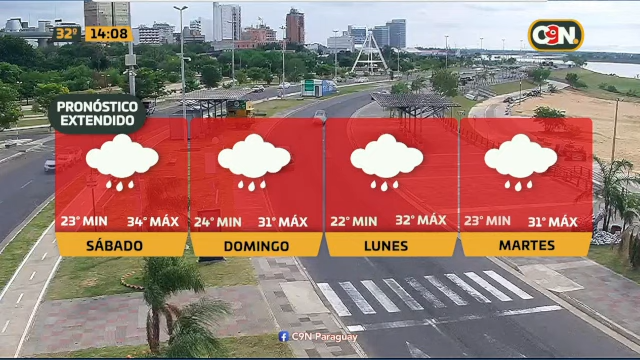 32° 14:08
C9N
PRONÓSTICO
EXTENDIDO
23° MIN 34° MÁX
SÁBADO
24° MIN 31° MÁX
DOMINGO
22° MIN 32° MÁX
LUNES
23° MIN 31° MÁX
MARTES
C9N Paraguay